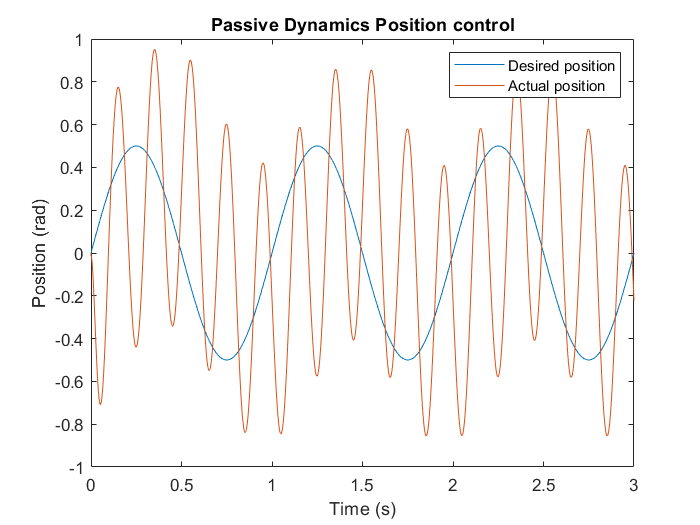 Passive Dynamics Position control
Desired position
Actual position
1
0.8
0.6
0.4
0.2
0
-0.2
-0.4
-0.6
-0.8
-1
Position (rad)
0 0.5 1 1.5 2 2.5 3
Time (s)